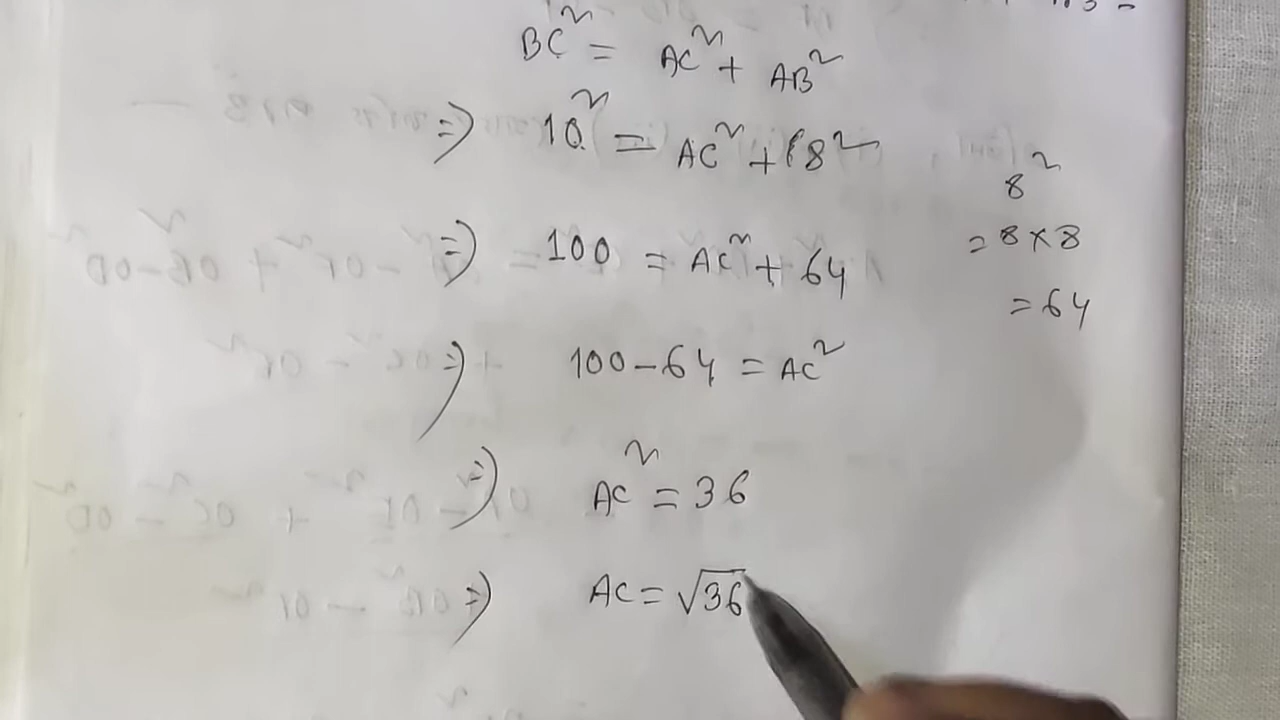 BC² = AC² + AB²
⇒ 10² = AC² + 8²
8²
⇒ 100 = AC² + 64
= 8 × 8
= 64
⇒ 100 - 64 = AC²
⇒ AC² = 36
⇒ AC = √36